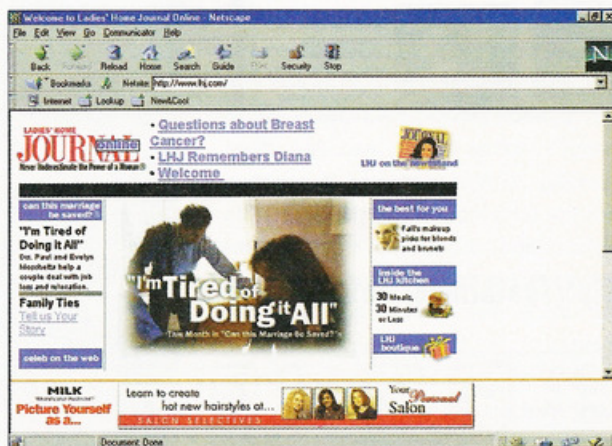 Welcome to Ladies' Home Journal Online - Netscape
File Edit View Go Communicator Help
Back Forward Reload Home Search Guide Print Security Stop
Bookmarks Netsite: http://www.lhj.com/
Internet Lookup New&Cool
LADIES' HOME
JOURNAL online
Never Underestimate the Power of a Woman®
• Questions about Breast
Cancer?
• LHJ Remembers Diana
• Welcome
JOURNAL
LHJ on the newsstand
can this marriage
be saved?®
"I'm Tired of
Doing it All"
Drs. Paul and Evelyn
Moschetta help a
couple deal with job
loss and relocation.
Family Ties
Tell us Your
Story
celeb on the web
"I'm Tired of
Doing it All"
This Month in "Can this Marriage Be Saved?"®
the best for you
Fall's makeup
picks for blonds
and brunets
inside the
LHJ kitchen
30 Meals,
30 Minutes
or Less
LHJ
boutique
MILK
Picture Yourself
as a...
Learn to create
hot new hairstyles at...
SALON SELECTIVES
Your Personal
Salon
Document: Done